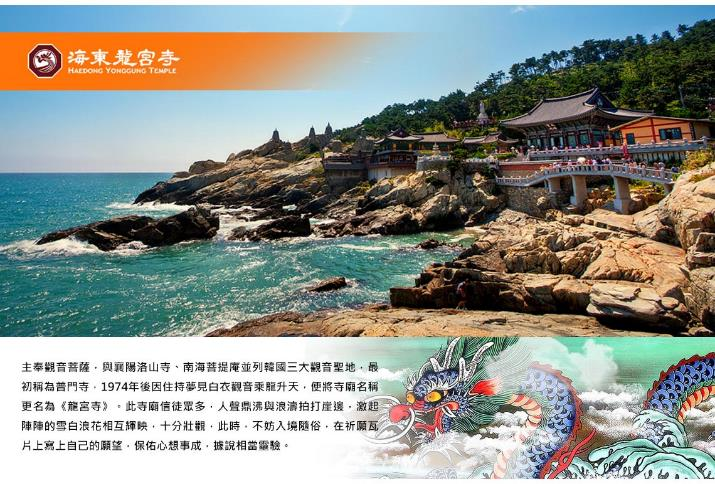 海東龍宮寺
HAEDONG YONGGUNG TEMPLE
主奉觀音菩薩，與襄陽洛山寺、南海菩提庵並列韓國三大觀音聖地，最
初稱為普門寺，1974年後因住持夢見白衣觀音乘龍升天，便將寺廟名稱
更名為《龍宮寺》。此寺廟信徒眾多，人聲鼎沸與浪濤拍打崖邊，激起
陣陣的雪白浪花相互輝映，十分壯觀，此時，不妨入境隨俗，在祈願瓦
片上寫上自己的願望，保佑心想事成，據說相當靈驗。